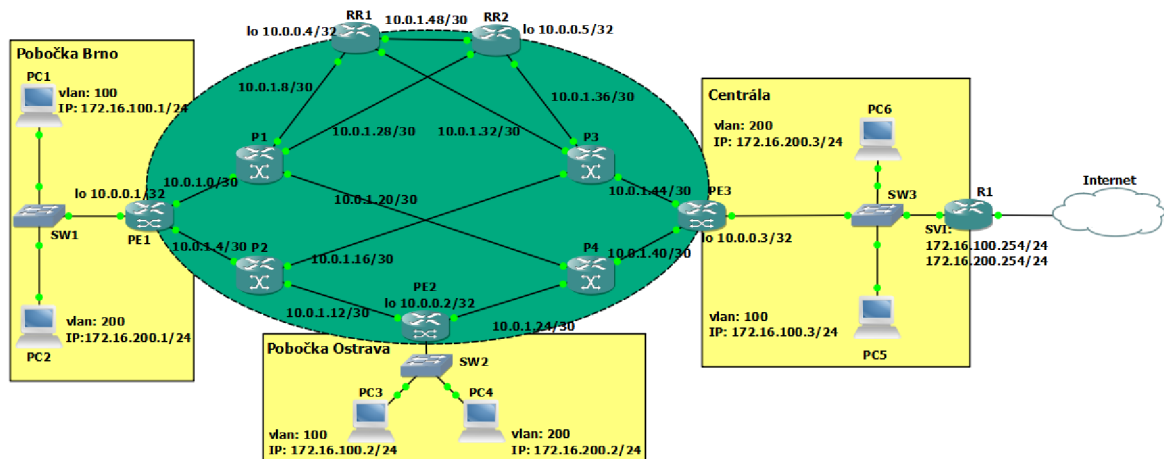 Pobočka Brno
PC1
vlan: 100
IP: 172.16.100.1/24
SW1
lo 10.0.0.1/32
PE1
vlan: 200
IP:172.16.200.1/24
PC2
RR1
lo 10.0.0.4/32
10.0.1.48/30
RR2
lo 10.0.0.5/32
10.0.1.8/30
10.0.1.36/30
10.0.1.28/30
10.0.1.32/30
P1
P3
10.0.1.0/30
10.0.1.20/30
10.0.1.44/30
10.0.1.4/30
P2
10.0.1.16/30
10.0.1.40/30
P4
PE2
lo 10.0.0.2/32
10.0.1.12/30
10.0.1.24/30
PE3
lo 10.0.0.3/32
Pobočka Ostrava
SW2
PC3
PC4
vlan: 100
IP: 172.16.100.2/24
vlan: 200
IP: 172.16.200.2/24
Centrála
PC6
vlan: 200
IP: 172.16.200.3/24
SW3
R1
SVI:
172.16.100.254/24
172.16.200.254/24
Internet
vlan: 100
IP: 172.16.100.3/24
PC5